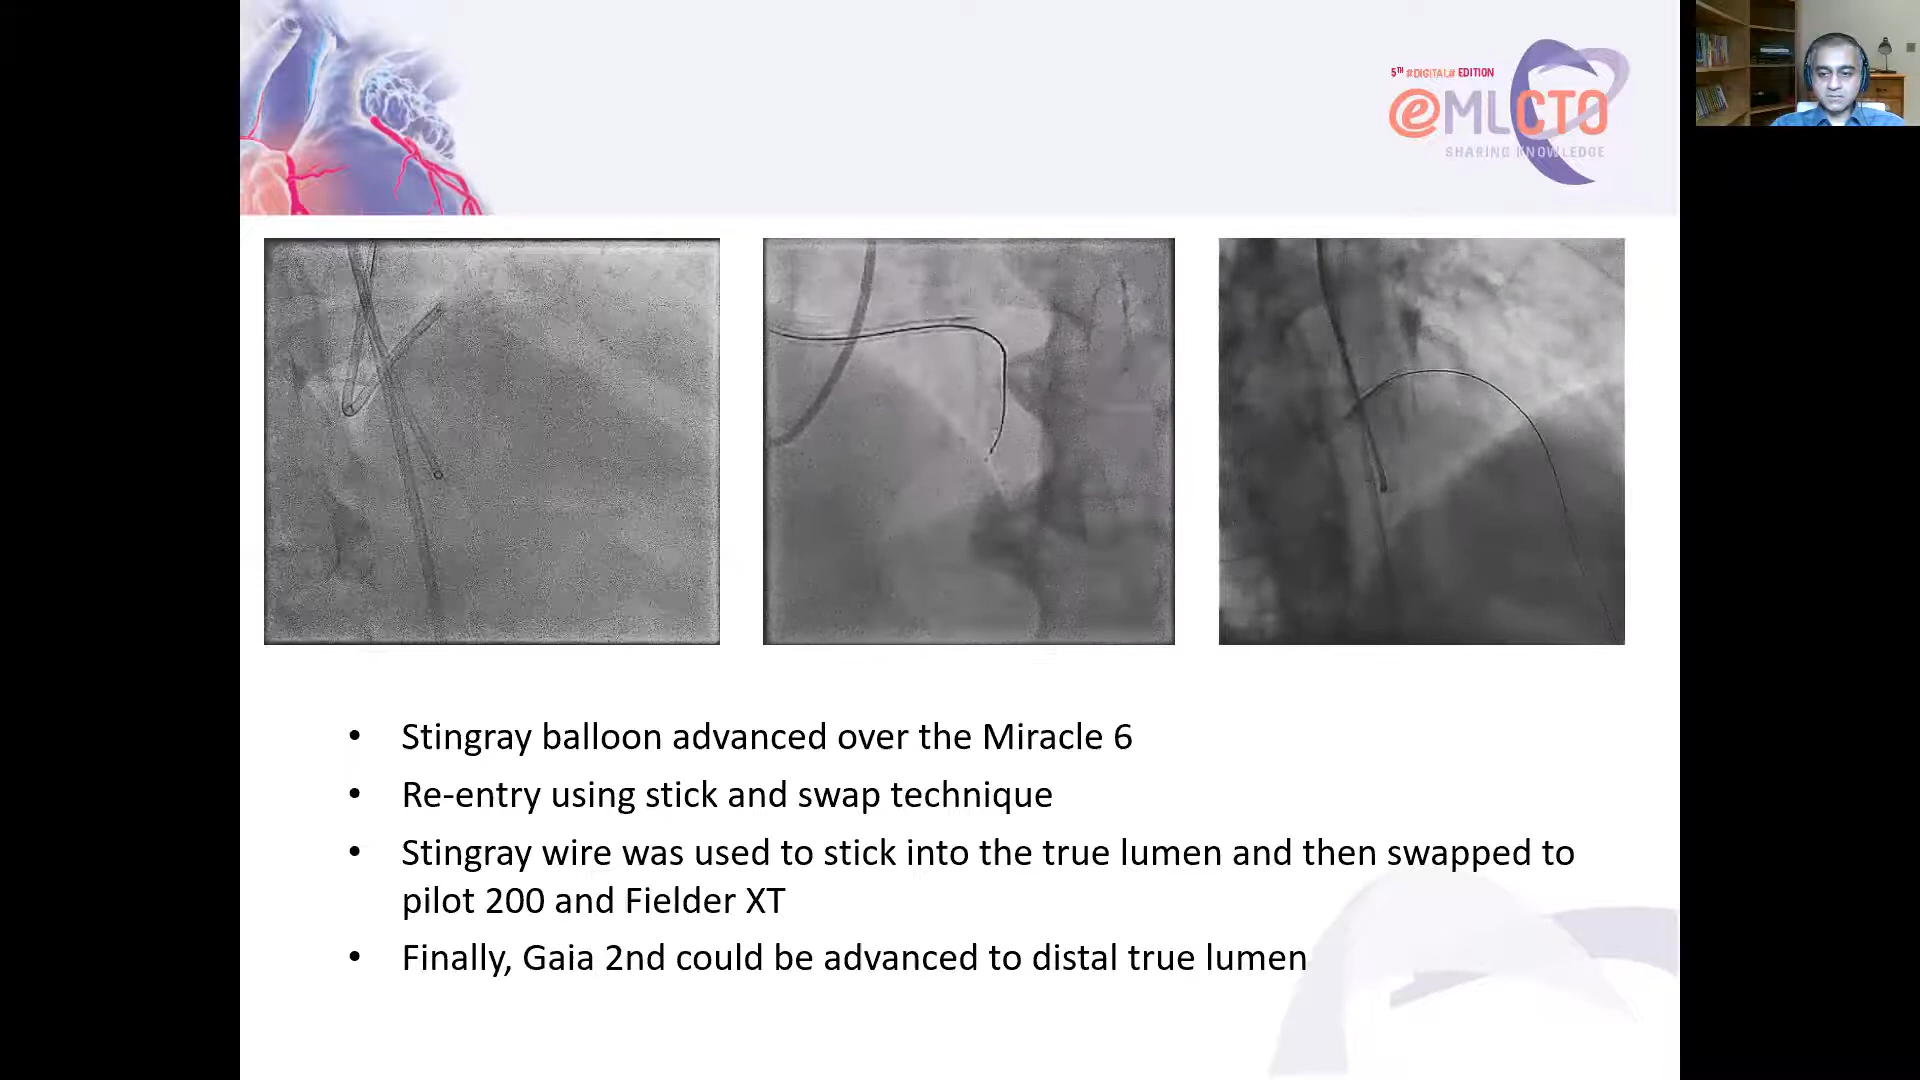 5TH #DIGITAL# EDITION
@MLCTO
SHARING KNOWLEDGE
• Stingray balloon advanced over the Miracle 6
• Re-entry using stick and swap technique
• Stingray wire was used to stick into the true lumen and then swapped to
pilot 200 and Fielder XT
• Finally, Gaia 2nd could be advanced to distal true lumen